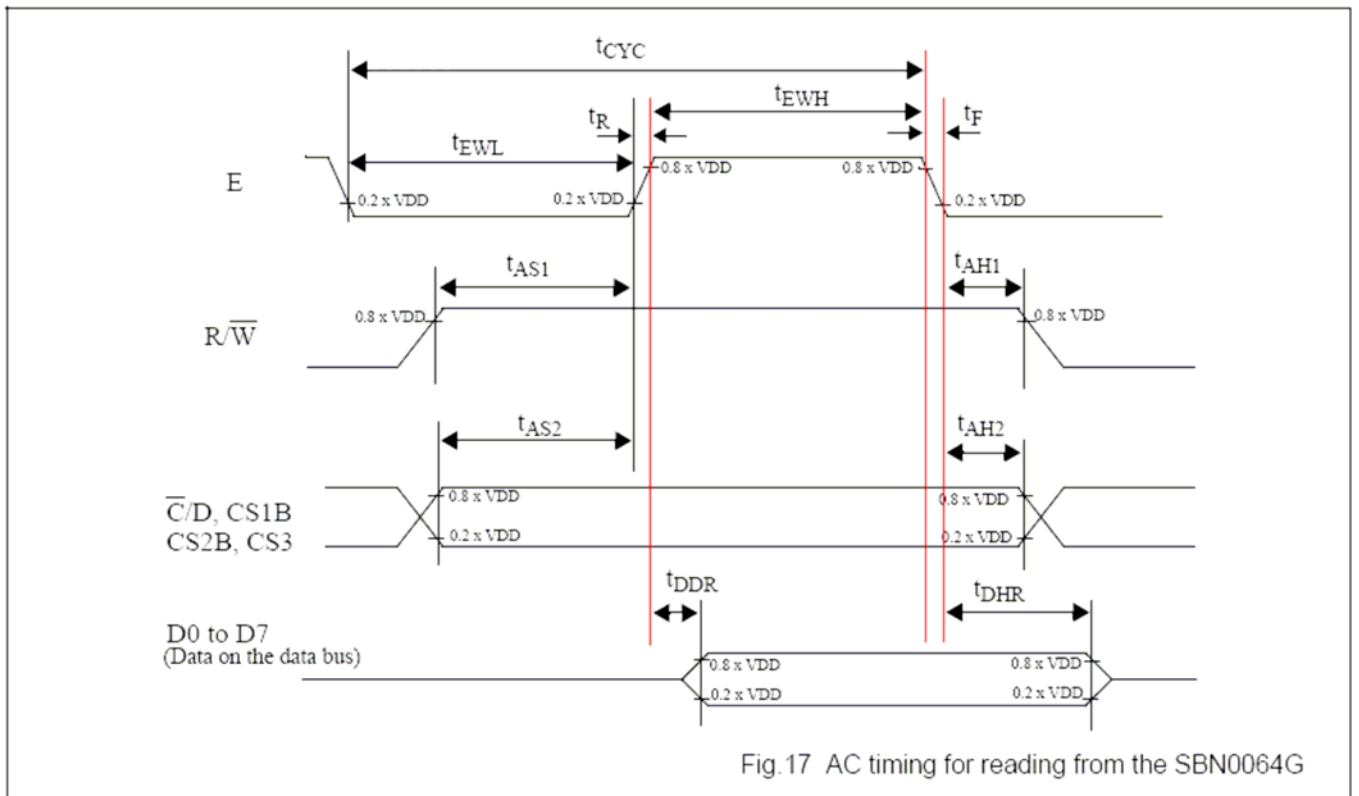 tCYC
tEWH
tR
tF
tEWL
E
0.8 x VDD
0.8 x VDD
0.2 x VDD
0.2 x VDD
0.2 x VDD
tAS1
tAH1
0.8 x VDD
0.8 x VDD
R/W̅
tAS2
tAH2
C̅/D, CS1B
CS2B, CS3
0.8 x VDD
0.8 x VDD
0.2 x VDD
0.2 x VDD
tDDR
tDHR
D0 to D7
(Data on the data bus)
0.8 x VDD
0.8 x VDD
0.2 x VDD
0.2 x VDD
Fig.17 AC timing for reading from the SBN0064G